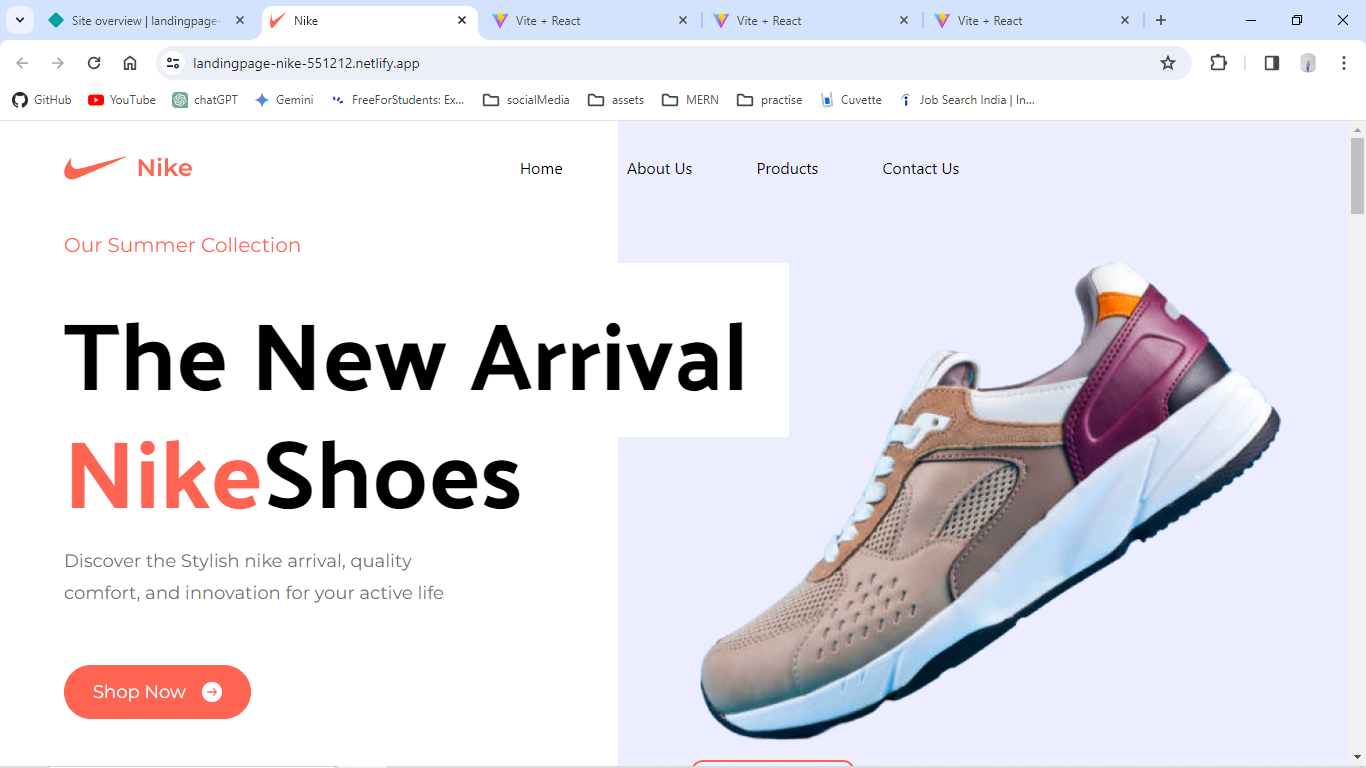 Site overview | landingpage-
Nike
Vite + React
Vite + React
Vite + React
landingpage-nike-551212.netlify.app
GitHub
YouTube
chatGPT
Gemini
FreeForStudents: Ex...
socialMedia
assets
MERN
practise
Cuvette
Job Search India | In...
Nike
Home
About Us
Products
Contact Us
Our Summer Collection
The New Arrival
NikeShoes
Discover the Stylish nike arrival, quality
comfort, and innovation for your active life
Shop Now